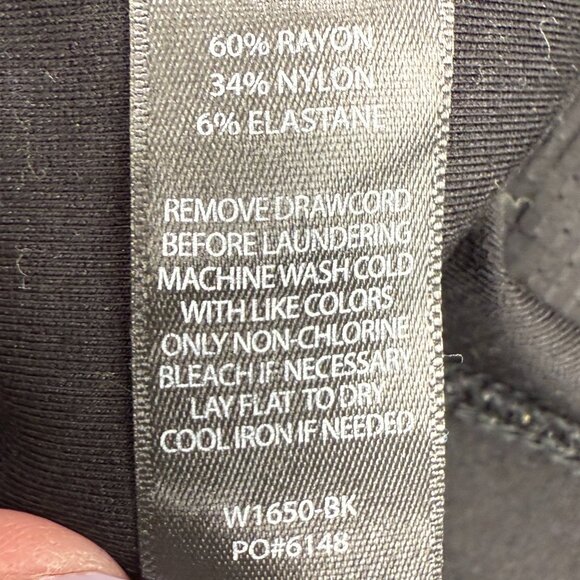 60% RAYON
34% NYLON
6% ELASTANE
REMOVE DRAWCORD
BEFORE LAUNDERING
MACHINE WASH COLD
WITH LIKE COLORS
ONLY NON-CHLORINE
BLEACH IF NECESSARY
LAY FLAT TO DRY
COOL IRON IF NEEDED
W1650-BK
PO#6148